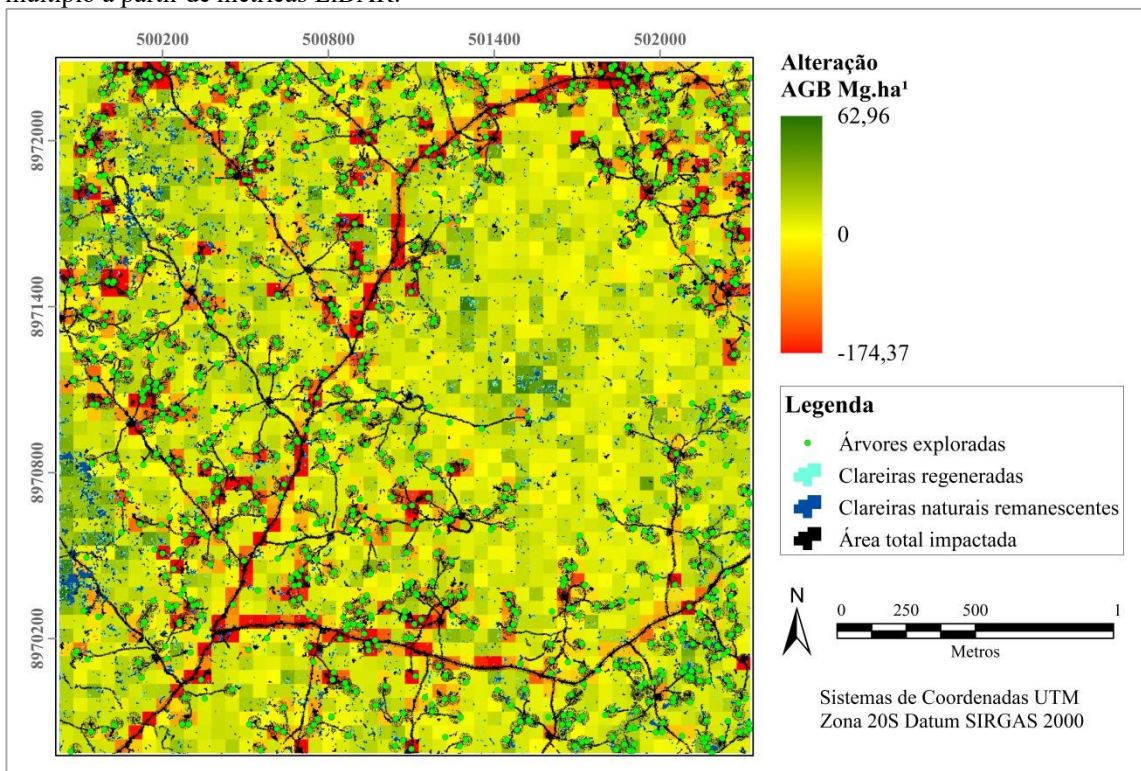 múltiplo a partir de métricas LiDAR.
500200 500800 501400 502000
8972000
8971400
8970800
8970200
Alteração
AGB Mg.ha¹
62,96
0
-174,37
Legenda
Árvores exploradas
Clareiras regeneradas
Clareiras naturais remanescentes
Área total impactada
N
0 250 500 1
Metros
Sistemas de Coordenadas UTM
Zona 20S Datum SIRGAS 2000